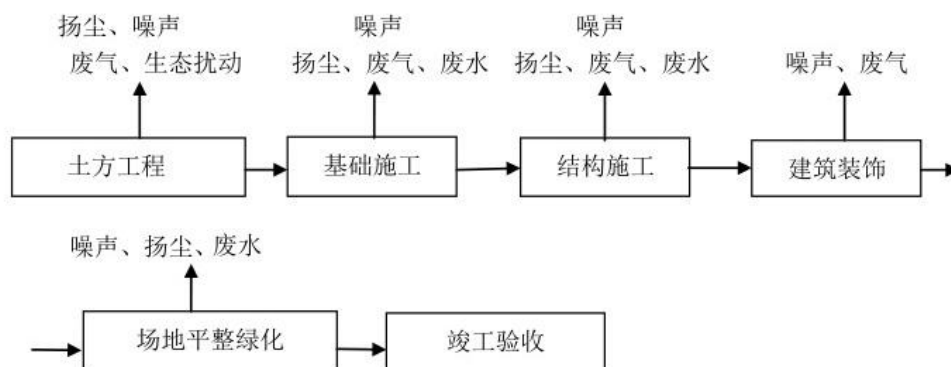 扬尘、噪声
废气、生态扰动
噪声
扬尘、废气、废水
噪声
扬尘、废气、废水
噪声、废气
土方工程
基础施工
结构施工
建筑装饰
噪声、扬尘、废水
场地平整绿化
竣工验收